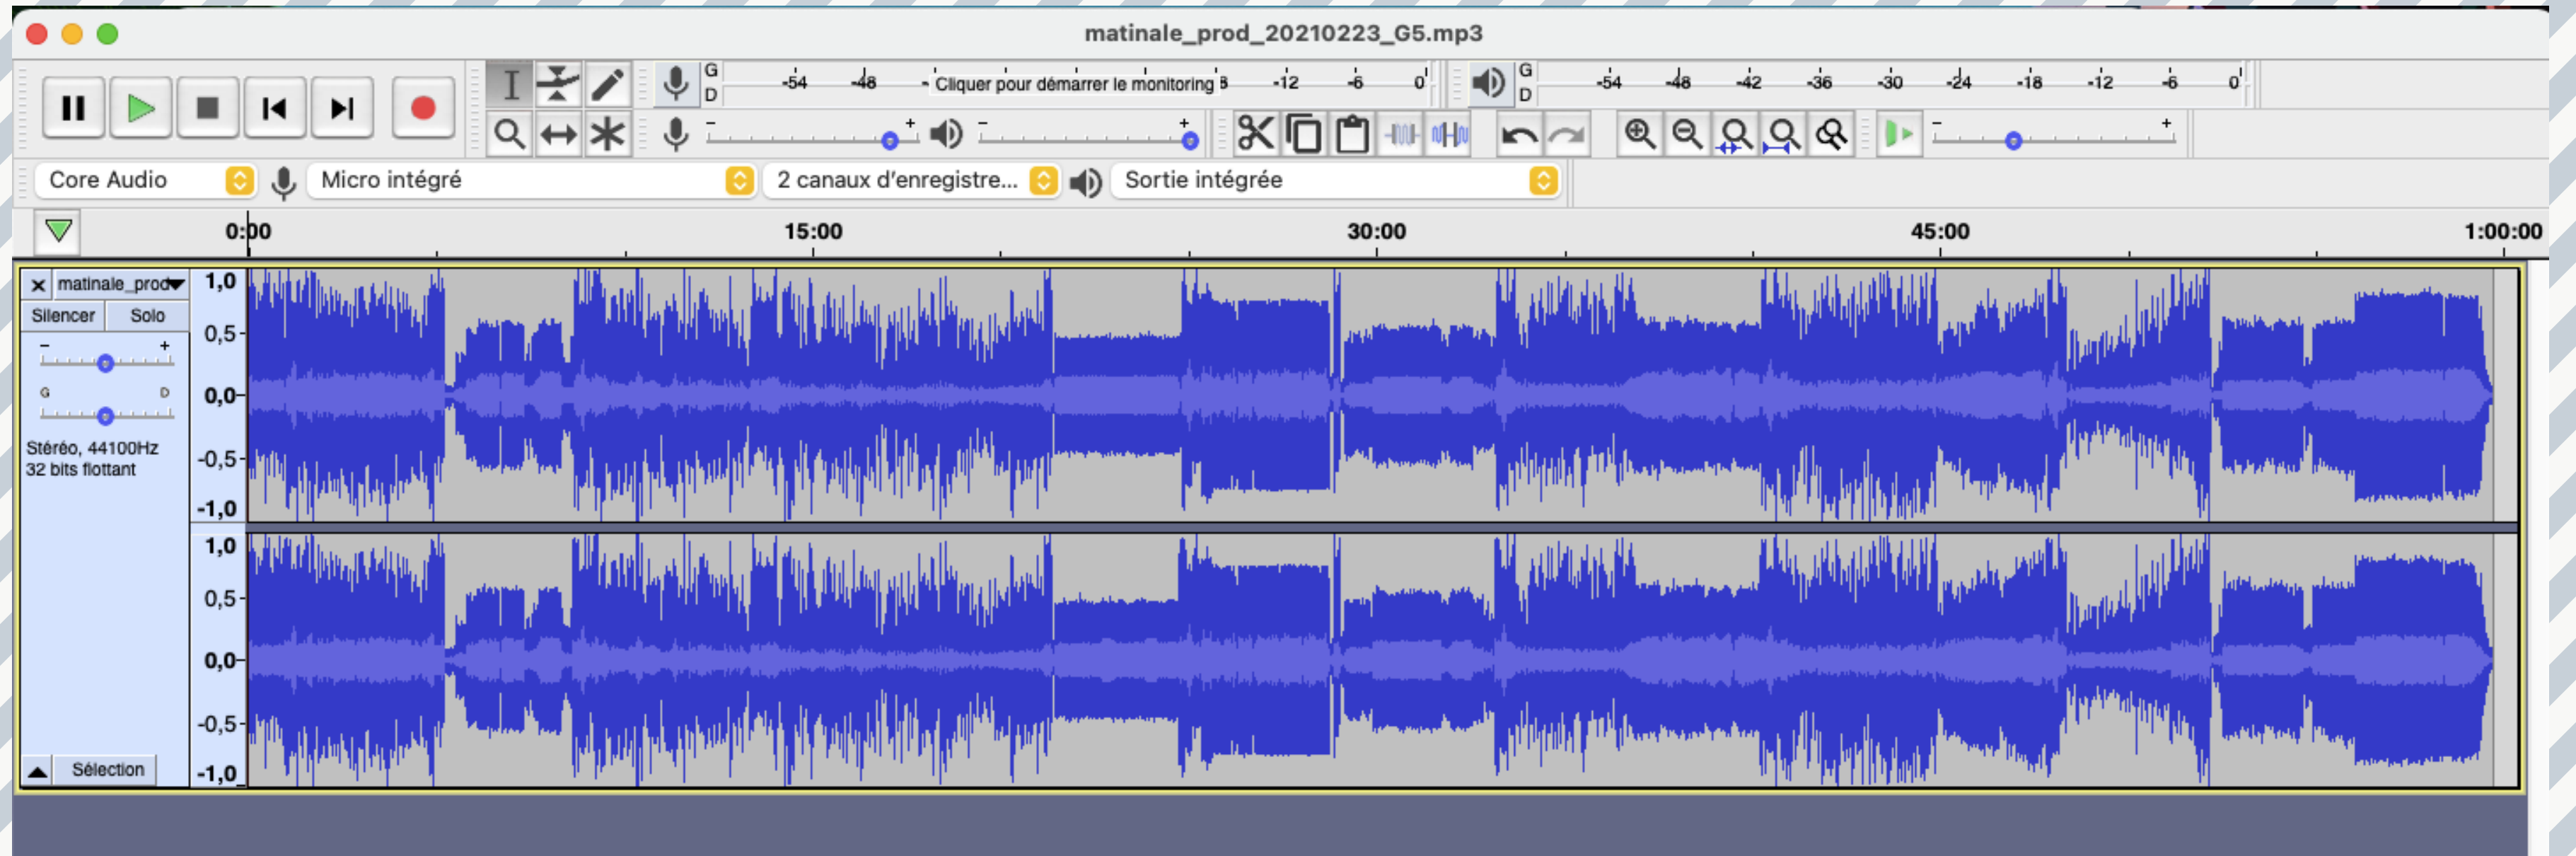 matinale_prod_20210223_G5.mp3
G
D
-54 -48 - Cliquer pour démarrer le monitoring -12 -6 0
G
D
-54 -48 -42 -36 -30 -24 -18 -12 -6 0
- + - + - +
Core Audio Micro intégré 2 canaux d'enregistre... Sortie intégrée
0:00 15:00 30:00 45:00 1:00:00
matinale_prod
Silencer Solo
- +
G D
Stéréo, 44100Hz
32 bits flottant
Sélection
1,0
0,5-
0,0-
-0,5-
-1,0
1,0
0,5-
0,0-
-0,5-
-1,0